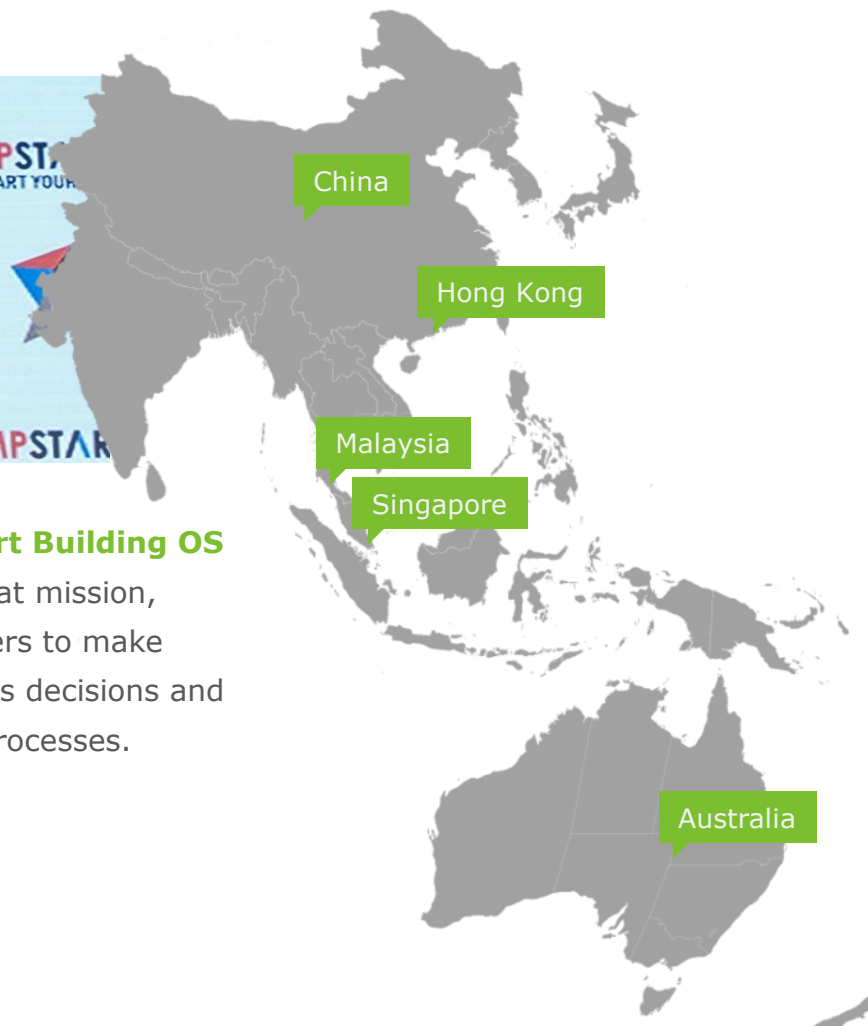 China
Hong Kong
Malaysia
Singapore
rt Building OS
at mission,
ers to make
s decisions and
rocesses.
Australia